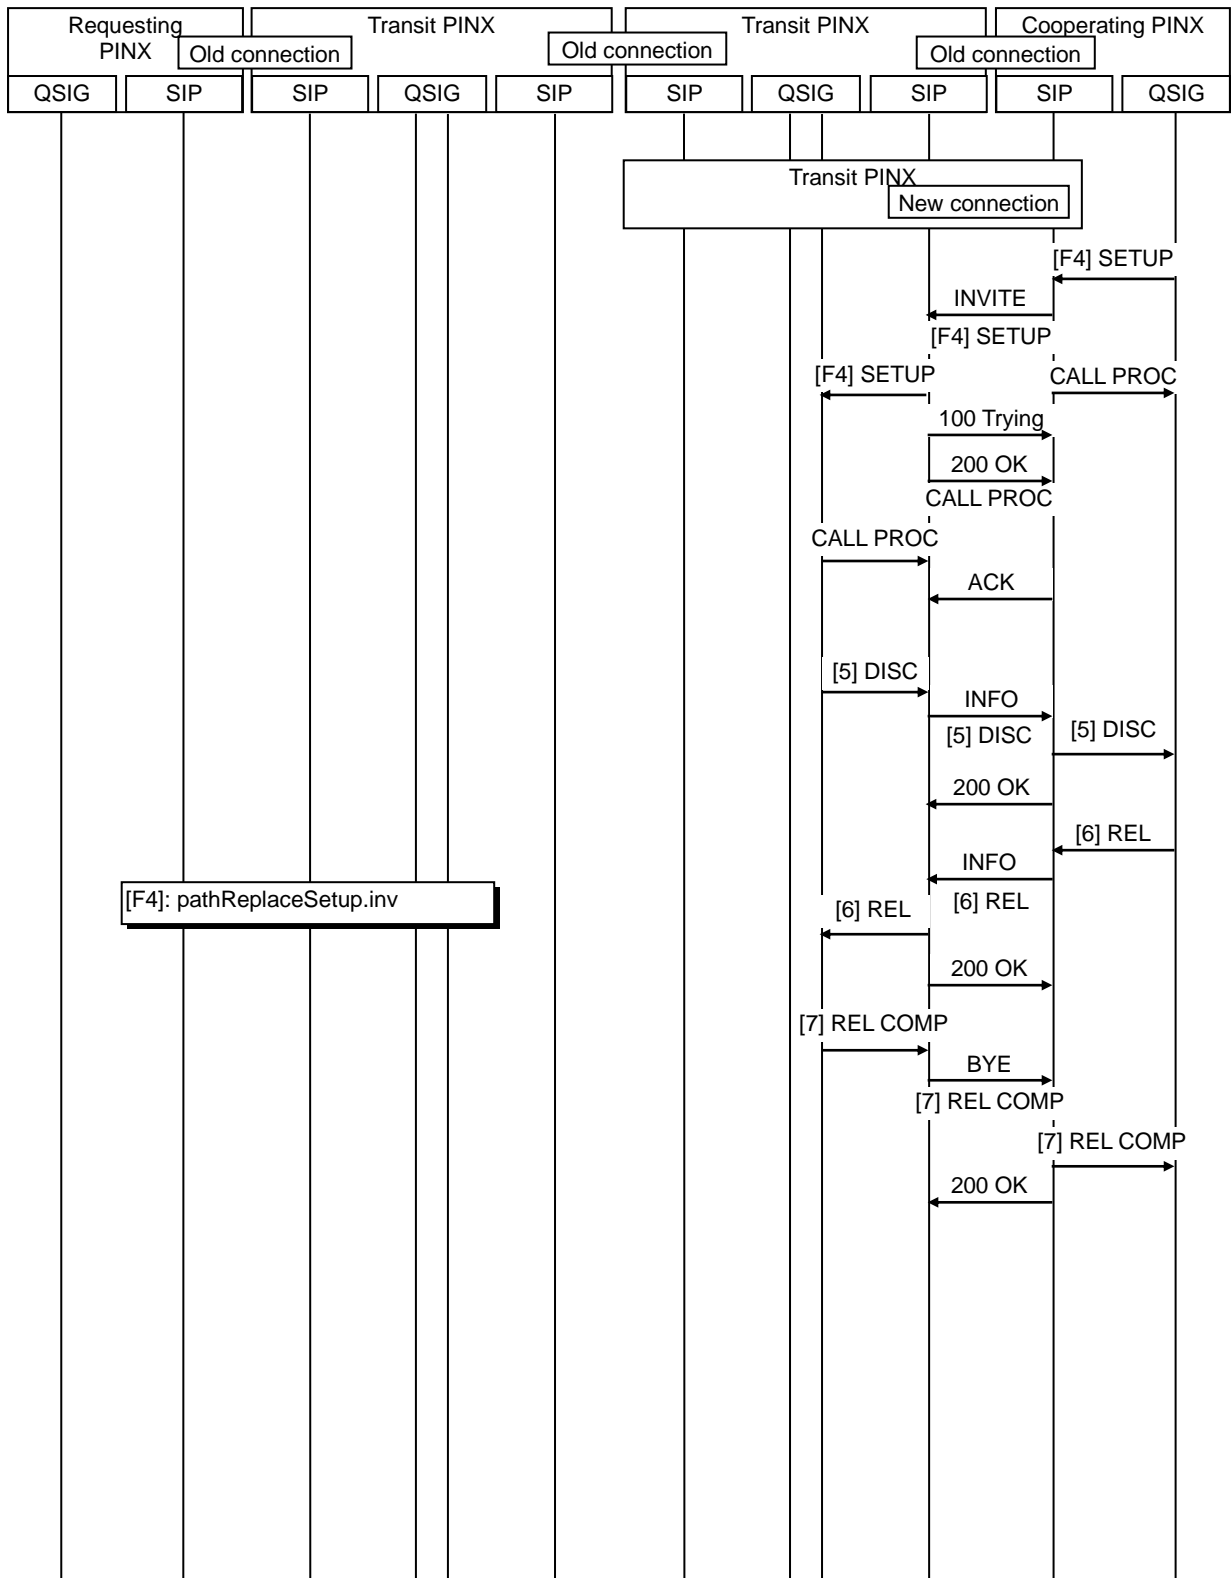 Requesting
PINX
Transit PINX
Transit PINX
Cooperating PINX
Old connection
Old connection
Old connection
QSIG
SIP
SIP
QSIG
SIP
SIP
QSIG
SIP
SIP
QSIG
Transit PINX
New connection
[F4] SETUP
INVITE
[F4] SETUP
[F4] SETUP
CALL PROC
100 Trying
200 OK
CALL PROC
CALL PROC
ACK
[5] DISC
INFO
[5] DISC
[5] DISC
200 OK
[6] REL
INFO
[F4]: pathReplaceSetup.inv
[6] REL
[6] REL
200 OK
[7] REL COMP
BYE
[7] REL COMP
[7] REL COMP
200 OK